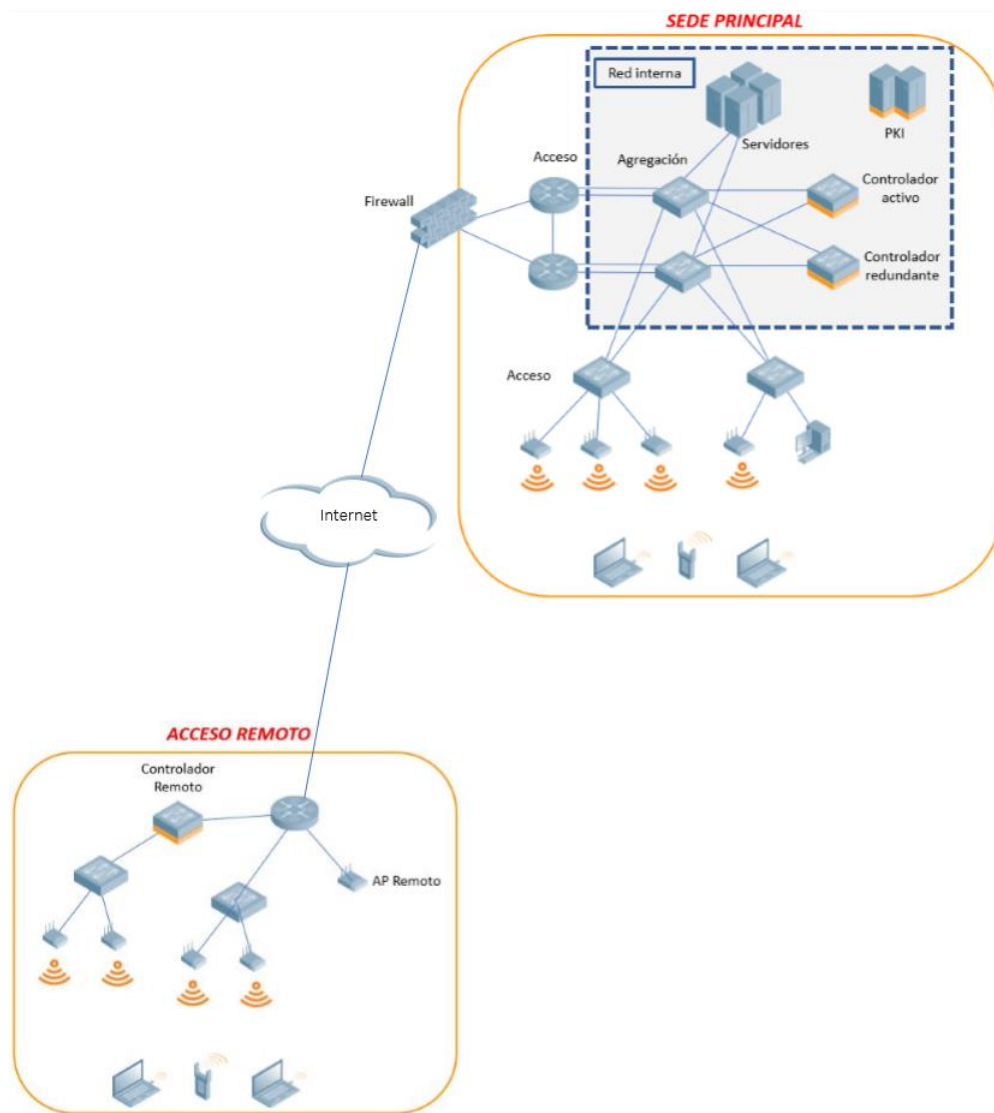 SEDE PRINCIPAL
Red interna
Servidores
PKI
Acceso
Agregación
Firewall
Controlador
activo
Controlador
redundante
Acceso
Internet
ACCESO REMOTO
Controlador
Remoto
AP Remoto